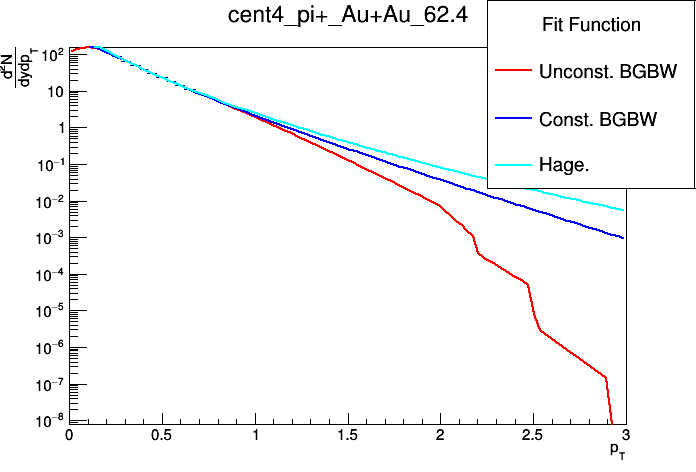 cent4_pi+_Au+Au_62.4
Fit Function
Unconst. BGBW
Const. BGBW
Hage.
d²N
dydp_T
10²
10
1
10⁻¹
10⁻²
10⁻³
10⁻⁴
10⁻⁵
10⁻⁶
10⁻⁷
10⁻⁸
0 0.5 1 1.5 2 2.5 3
p_T